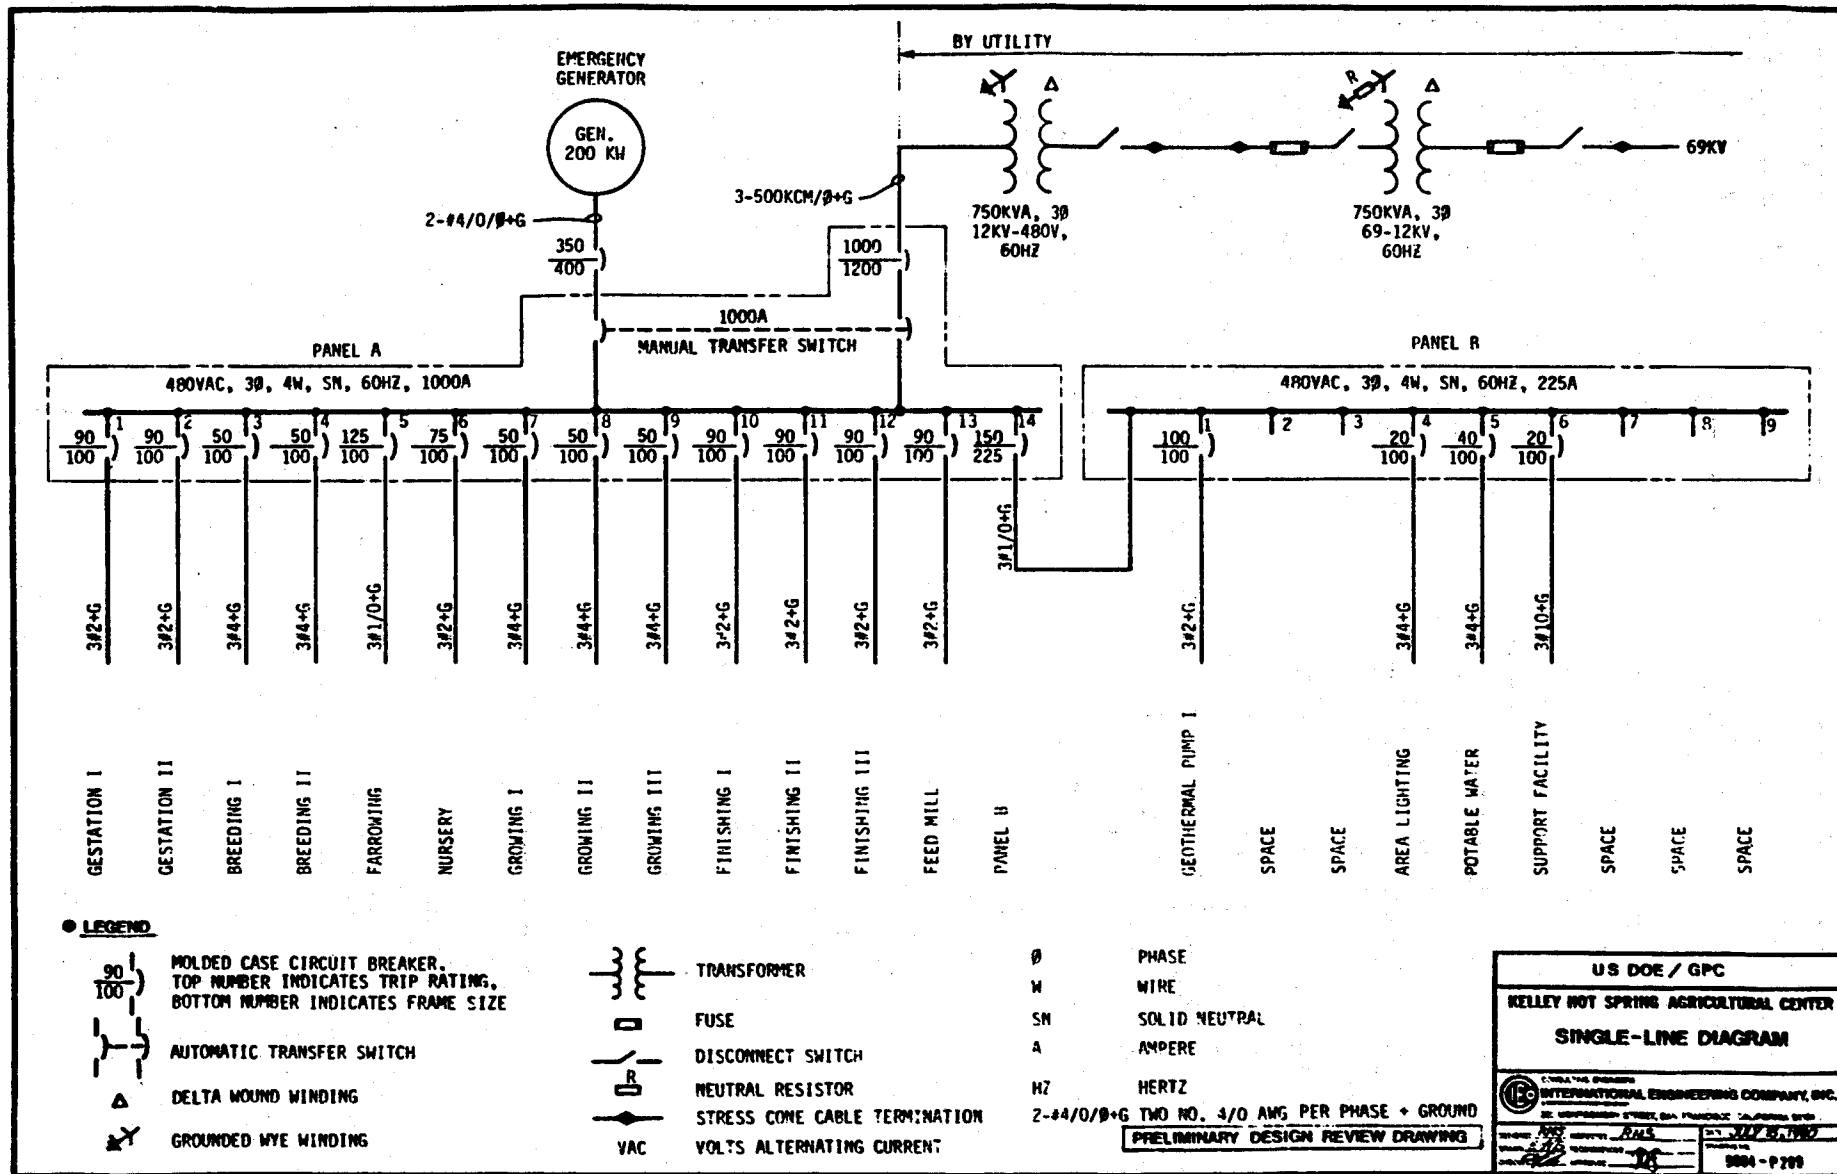 BY UTILITY
EMERGENCY
GENERATOR
GEN.
200 KW
R
69KV
3-500KCM/Ø+G
2-#4/0/Ø+G
750KVA, 3Ø
12KV-480V,
60HZ
750KVA, 3Ø
69-12KV,
60HZ
350
400
1000
1200
1000A
MANUAL TRANSFER SWITCH
PANEL A
480VAC, 3Ø, 4W, SN, 60HZ, 1000A
PANEL B
480VAC, 3Ø, 4W, SN, 60HZ, 225A
1 2 3 4 5 6 7 8 9 10 11 12 13 14
90 90 50 50 125 75 50 50 50 90 90 90 90 150
100 100 100 100 100 100 100 100 100 100 100 100 100 225
1 2 3 4 5 6 7 8 9
100 20 40 20
100 100 100 100
3#1/0+G
3#2+G
3#2+G
3#4+G
3#4+G
3#1/0+G
3#2+G
3#4+G
3#4+G
3#4+G
3#2+G
3#2+G
3#2+G
3#2+G
3#2+G
3#4+G
3#4+G
3#10+G
GESTATION I
GESTATION II
BREEDING I
BREEDING II
FARROWING
NURSERY
GROWING I
GROWING II
GROWING III
FINISHING I
FINISHING II
FINISHING III
FEED MILL
PANEL B
GEOTHERMAL PUMP I
SPACE
SPACE
AREA LIGHTING
POTABLE WATER
SUPPORT FACILITY
SPACE
SPACE
SPACE
LEGEND
90
100
MOLDED CASE CIRCUIT BREAKER.
TOP NUMBER INDICATES TRIP RATING,
BOTTOM NUMBER INDICATES FRAME SIZE
AUTOMATIC TRANSFER SWITCH
DELTA WOUND WINDING
GROUNDED WYE WINDING
TRANSFORMER
FUSE
DISCONNECT SWITCH
R NEUTRAL RESISTOR
STRESS CONE CABLE TERMINATION
VAC VOLTS ALTERNATING CURRENT
Ø PHASE
W WIRE
SN SOLID NEUTRAL
A AMPERE
HZ HERTZ
2-#4/0/Ø+G TWO NO. 4/0 AWG PER PHASE + GROUND
PRELIMINARY DESIGN REVIEW DRAWING
US DOE / GPC
KELLEY HOT SPRING AGRICULTURAL CENTER
SINGLE-LINE DIAGRAM
IECO
CONSULTING ENGINEERS
INTERNATIONAL ENGINEERING COMPANY, INC.
RMS
RMS
JULY 15, 1980